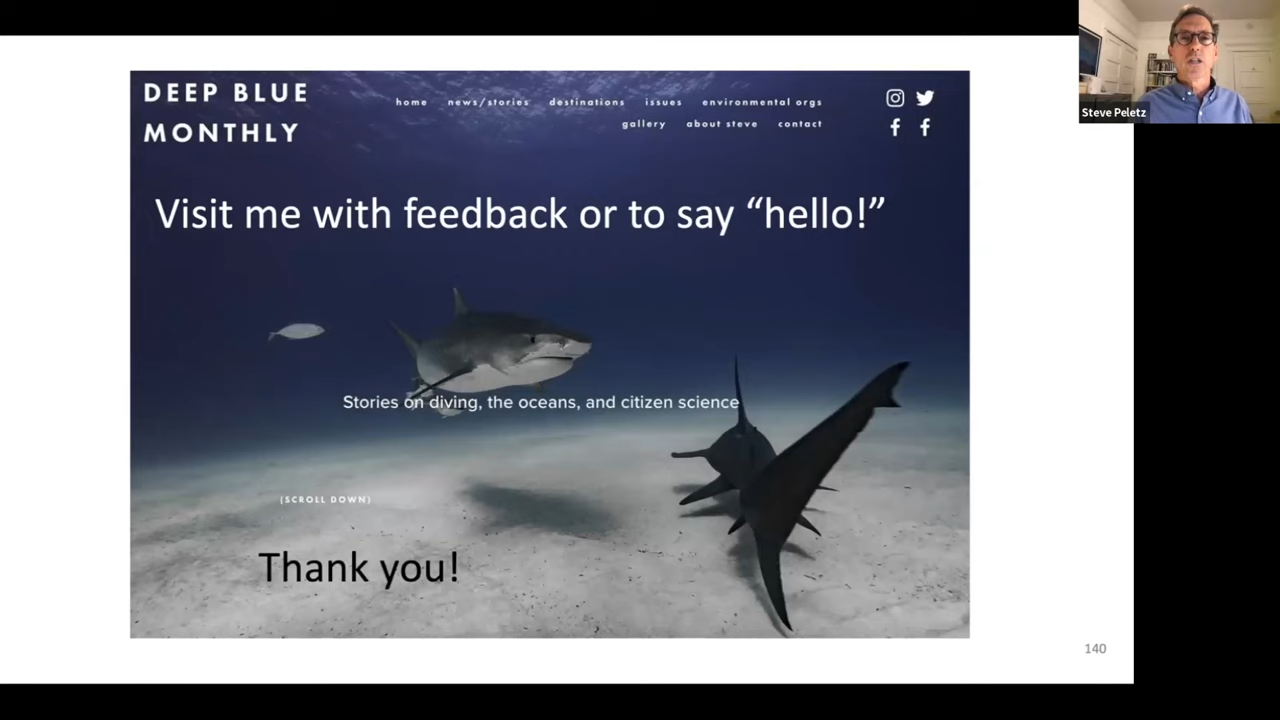 DEEP BLUE
MONTHLY
home news/stories destinations issues environmental orgs
gallery about steve contact
Visit me with feedback or to say “hello!”
Stories on diving, the oceans, and citizen science
(SCROLL DOWN)
Thank you!
140
Steve Peletz